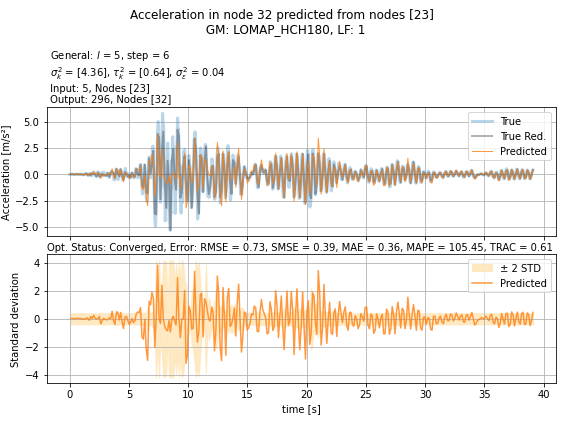 Acceleration in node 32 predicted from nodes [23]
GM: LOMAP_HCH180, LF: 1
General: l = 5, step = 6
σ_k² = [4.36], τ_k² = [0.64], σ_ε² = 0.04
Input: 5, Nodes [23]
Output: 296, Nodes [32]
Acceleration [m/s²]
5.0
2.5
0.0
−2.5
−5.0
True
True Red.
Predicted
Opt. Status: Converged, Error: RMSE = 0.73, SMSE = 0.39, MAE = 0.36, MAPE = 105.45, TRAC = 0.61
Standard deviation
4
2
0
−2
−4
± 2 STD
Predicted
0 5 10 15 20 25 30 35 40
time [s]